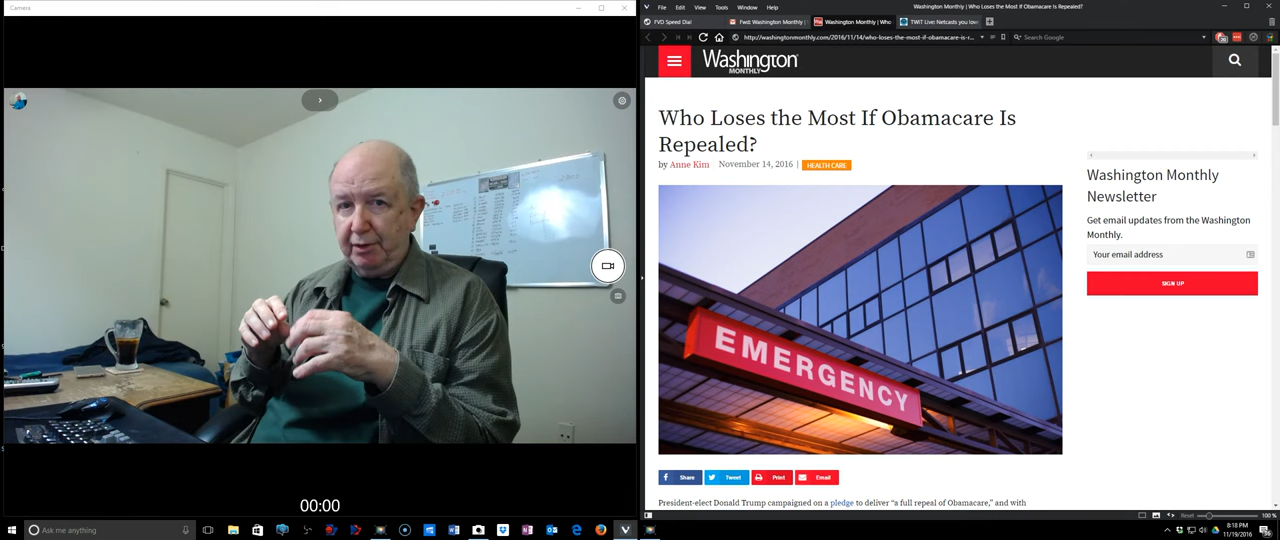 Camera
00:00
File Edit View Tools Window Help
Washington Monthly | Who Loses the Most If Obamacare Is Repealed?
FVD Speed Dial
Fwd: Washington Monthly |
Washington Monthly | Who
TWiT Live: Netcasts you lov
http://washingtonmonthly.com/2016/11/14/who-loses-the-most-if-obamacare-is-r...
Search Google
Washington
MONTHLY
Who Loses the Most If Obamacare Is
Repealed?
by Anne Kim November 14, 2016 | HEALTH CARE
EMERGENCY
Share Tweet Print Email
President-elect Donald Trump campaigned on a pledge to deliver “a full repeal of Obamacare,” and with
Washington Monthly
Newsletter
Get email updates from the Washington
Monthly.
Your email address
SIGN UP
Reset 100 %
Ask me anything
8:18 PM
11/19/2016